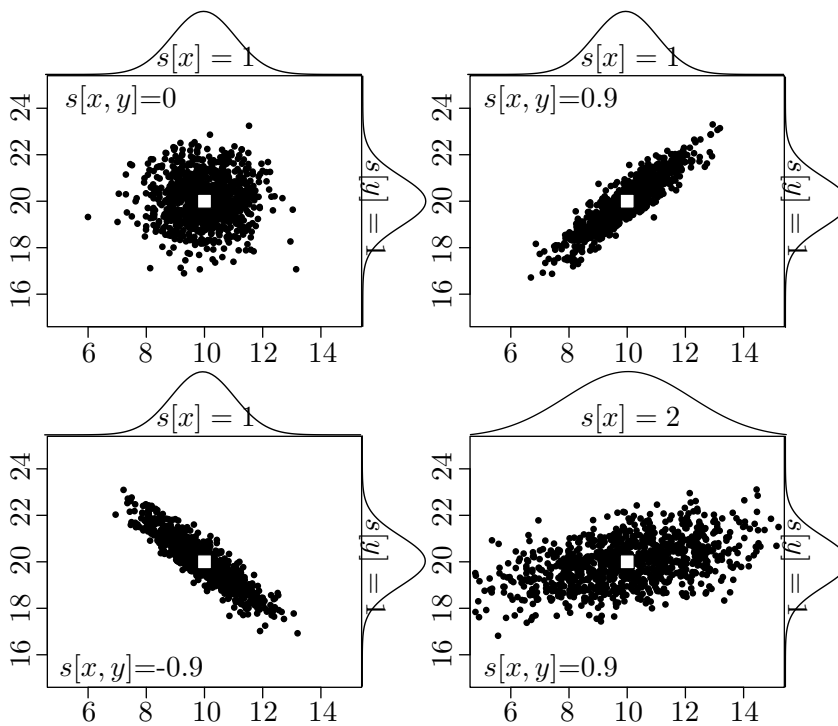 s[x] = 1
s[x, y]=0
s[y] = 1
24
22
20
18
16
6 8 10 12 14
s[x] = 1
s[x, y]=0.9
s[y] = 1
24
22
20
18
16
6 8 10 12 14
s[x] = 1
s[y] = 1
24
22
20
18
16
s[x, y]=-0.9
6 8 10 12 14
s[x] = 2
s[y] = 1
24
22
20
18
16
s[x, y]=0.9
6 8 10 12 14